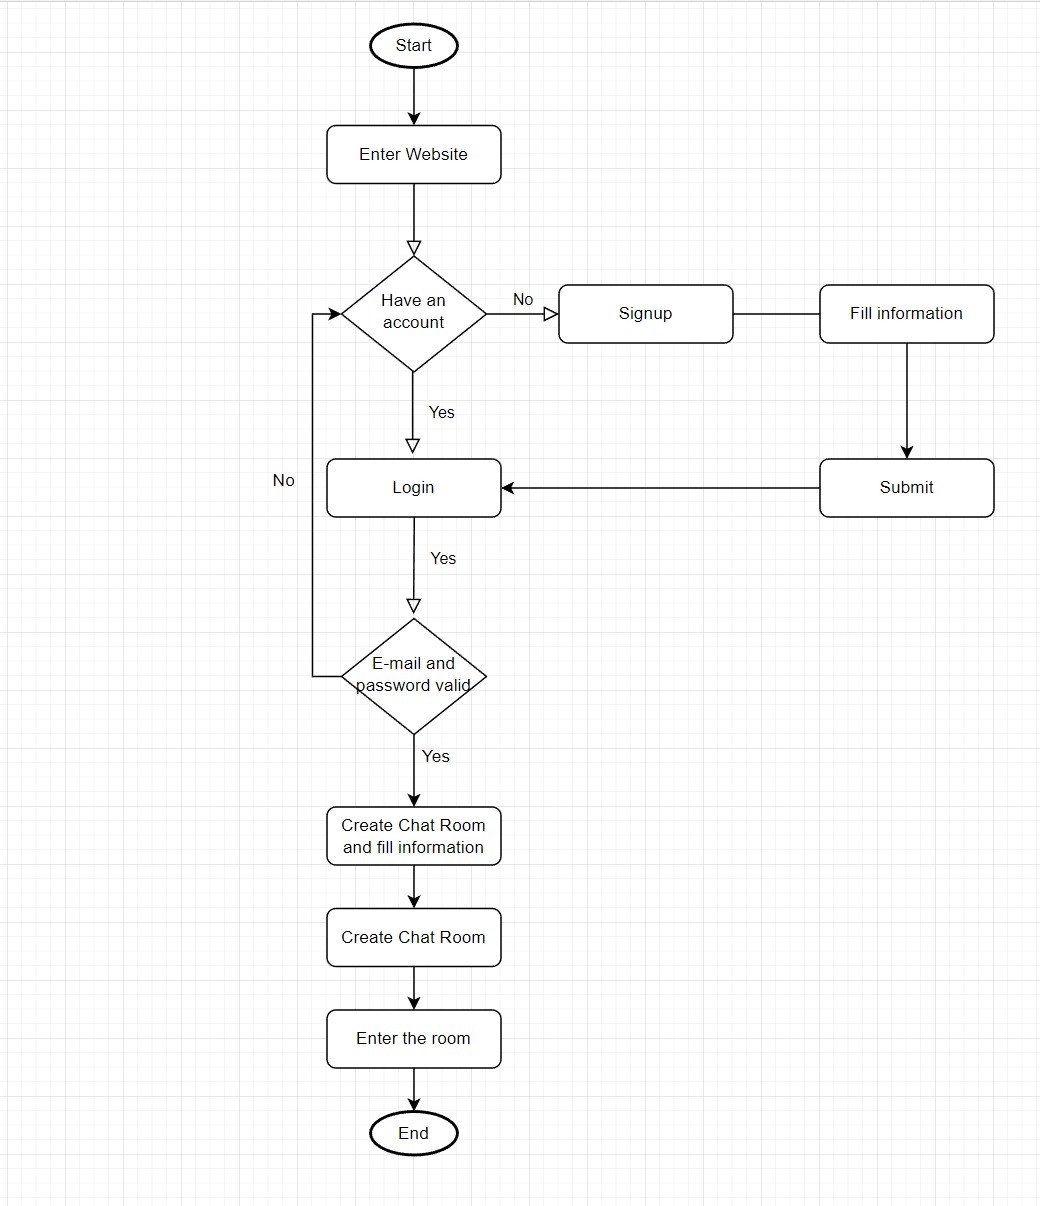 Start
Enter Website
Have an
account
No
Signup
Fill information
Yes
No
Login
Submit
Yes
E-mail and
password valid
Yes
Create Chat Room
and fill information
Create Chat Room
Enter the room
End